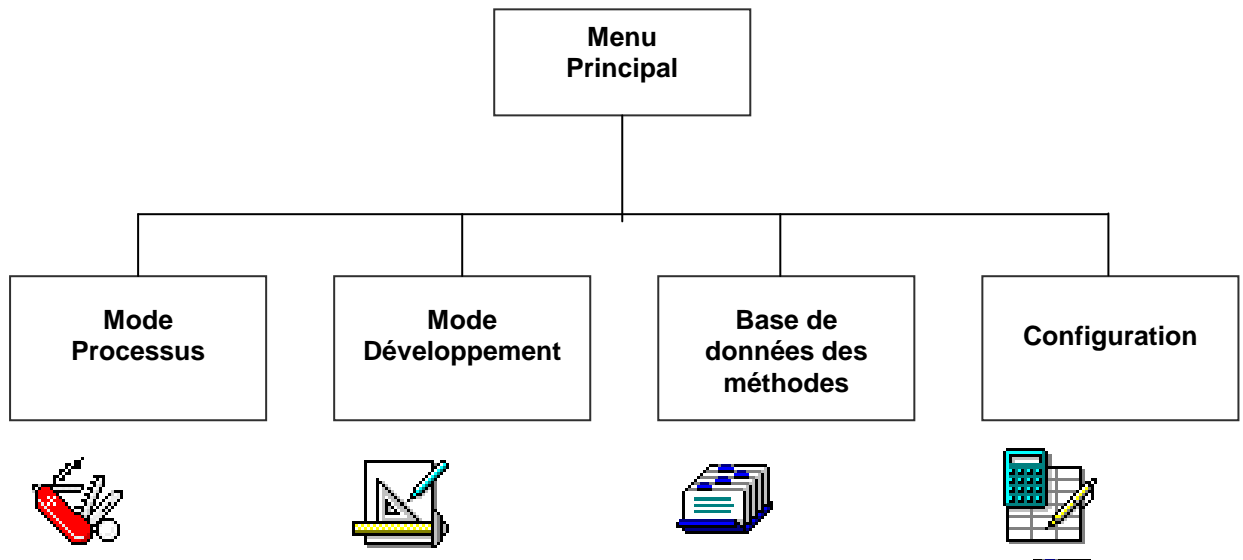 Menu
Principal
Mode
Processus
Mode
Développement
Base de
données des
méthodes
Configuration